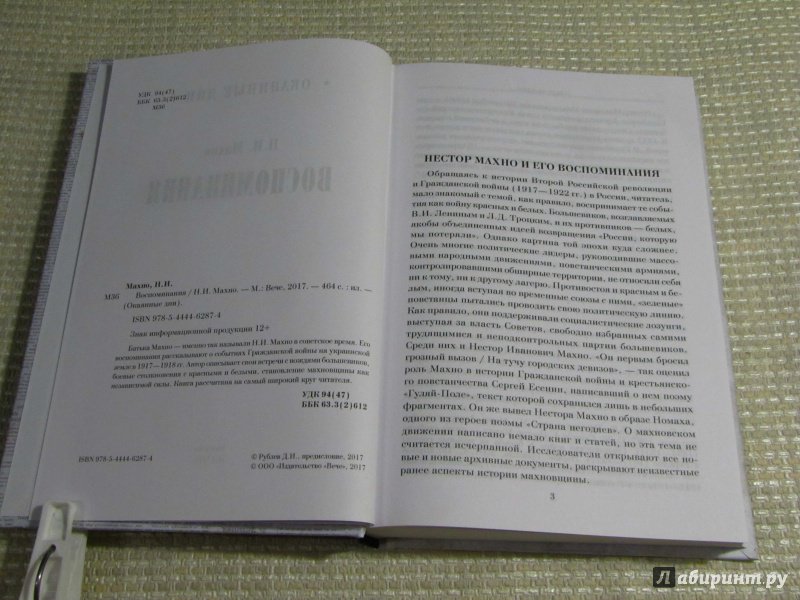 УДК 94(47)
ББК 63.3(2)612
М36
Махно, Н.И.
М36 Воспоминания / Н.И. Махно. — М.: Вече, 2017. — 464 с. : ил. —
(Окаянные дни).
ISBN 978-5-4444-6287-4
Знак информационной продукции 12+
Батька Махно — именно так называли Н.И. Махно в советское время. Его
воспоминания рассказывают о событиях Гражданской войны на украинской
земле в 1917—1918 гг. Автор описывает свои встречи с вождями большевиков,
боевые столкновения с красными и белыми, становление махновщины как
независимой силы. Книга рассчитана на самый широкий круг читателей.
УДК 94(47)
ББК 63.3(2)612
ISBN 978-5-4444-6287-4
© Рублев Д.И., предисловие, 2017
© ООО «Издательство «Вече», 2017
НЕСТОР МАХНО И ЕГО ВОСПОМИНАНИЯ
Обращаясь к истории Второй Российской революции
и Гражданской войны (1917—1922 гг.) в России, читатель,
мало знакомый с темой, как правило, воспринимает те собы-
тия как войну красных и белых. Большевиков, возглавляемых
В.И. Лениным и Л.Д. Троцким, и их противников — белых,
якобы объединенных идеей возвращения «России, которую
мы потеряли». Однако картина той эпохи куда сложнее.
Очень многие политические лидеры, руководившие массо-
выми народными движениями, повстанческими армиями,
контролировавшими обширные территории, не относили себя
ни к тому, ни к другому лагерю. Противостоя и красным и бе-
лым, иногда вступая во временные союзы с ними, «зеленые»
повстанцы пытались проводить свою политическую линию.
Как правило, они поддерживали социалистические лозунги,
выступая за власть Советов, свободно избранных самими
трудящимися и неподконтрольных партии большевиков.
Среди них и Нестор Иванович Махно. «Он первым бросил
грозный вызов / На тучу городских девизов». — так оценил
роль Махно в истории Гражданской войны и крестьянско-
го повстанчества Сергей Есенин, написавший о нем поэму
«Гуляй-Поле», текст которой сохранился лишь в небольших
фрагментах. Он же вывел Нестора Махно в образе Номаха,
одного из героев поэмы «Страна негодяев». О махновском
движении написано немало книг и статей, но эта тема не
считается исчерпанной. Исследователи открывают все но-
вые и новые архивные документы, раскрывают неизвестные
ранее аспекты истории махновщины.
3
Лабиринт.ру